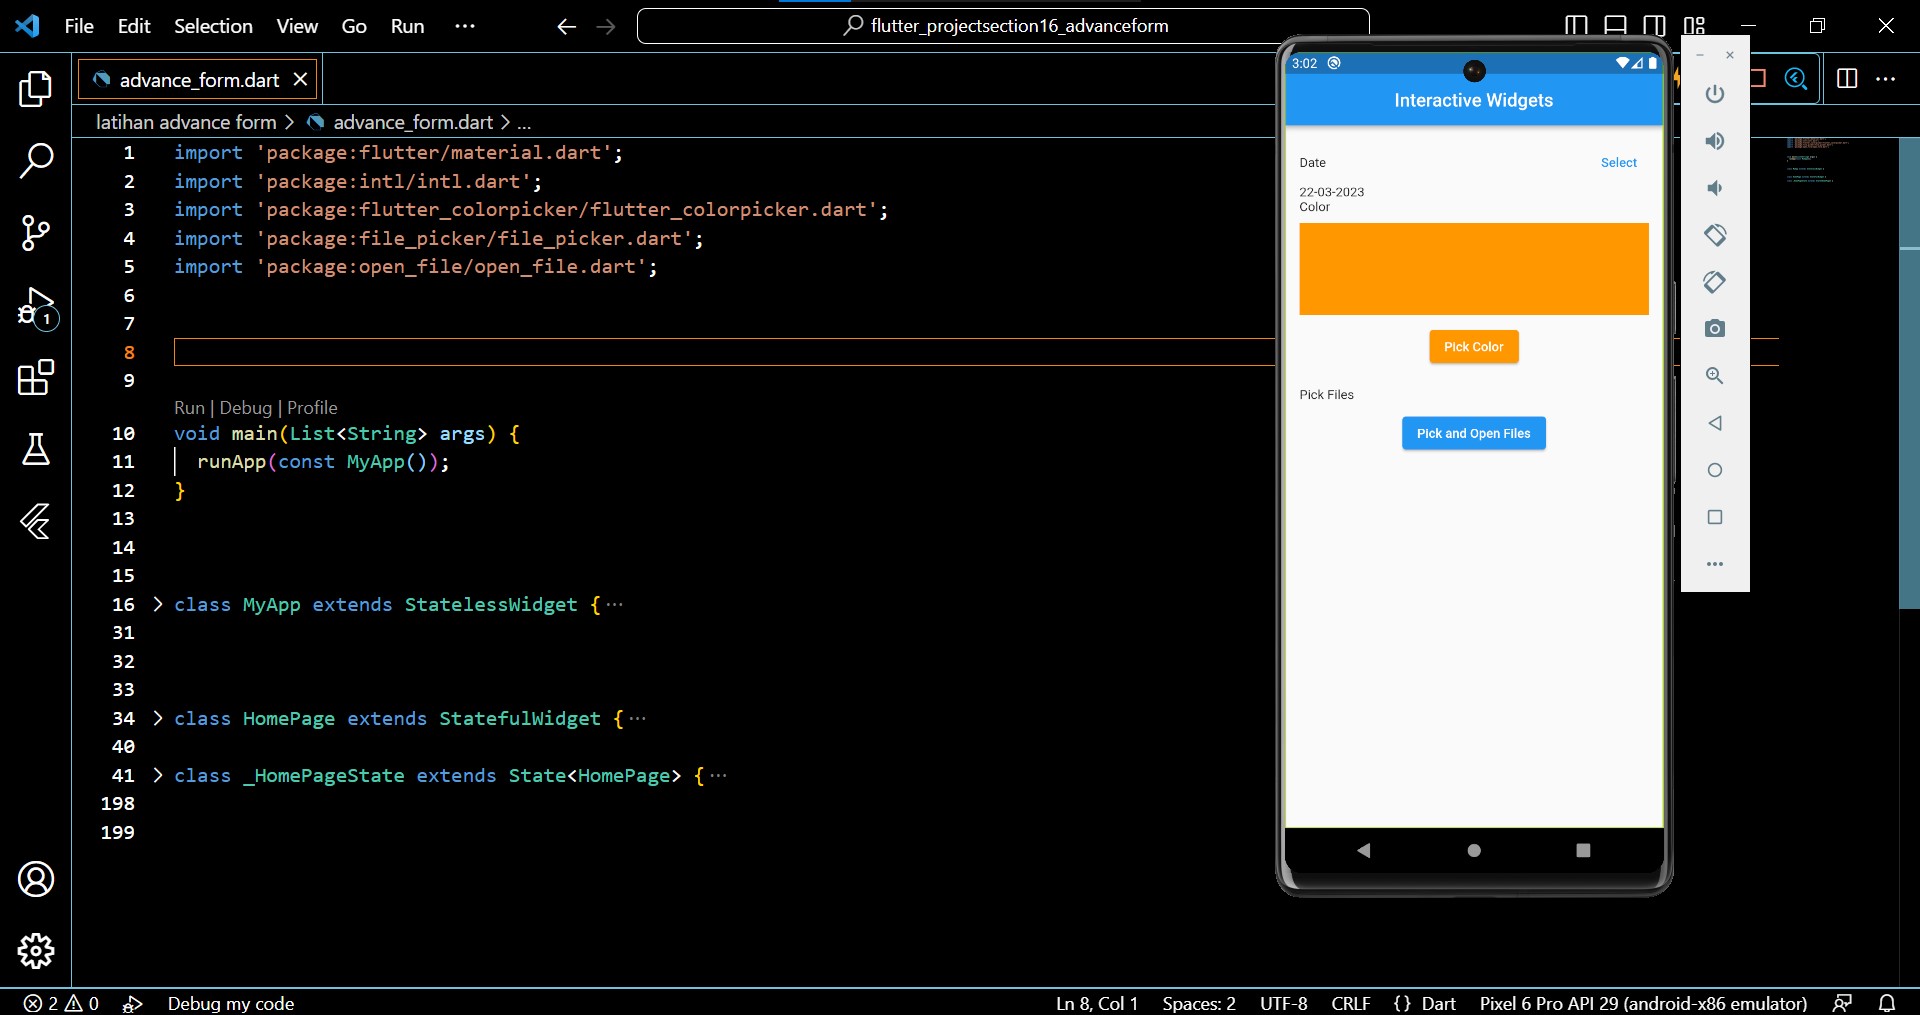 File Edit Selection View Go Run ···
flutter_projectsection16_advanceform
advance_form.dart
latihan advance form > advance_form.dart > ...
1 import 'package:flutter/material.dart';
2 import 'package:intl/intl.dart';
3 import 'package:flutter_colorpicker/flutter_colorpicker.dart';
4 import 'package:file_picker/file_picker.dart';
5 import 'package:open_file/open_file.dart';
6
7
8
9
Run | Debug | Profile
10 void main(List<String> args) {
11 runApp(const MyApp());
12 }
13
14
15
16 class MyApp extends StatelessWidget {···
31
32
33
34 class HomePage extends StatefulWidget {···
40
41 class _HomePageState extends State<HomePage> {···
198
199
1
3:02
Interactive Widgets
Date Select
22-03-2023
Color
Pick Color
Pick Files
Pick and Open Files
2 0 Debug my code Ln 8, Col 1 Spaces: 2 UTF-8 CRLF {} Dart Pixel 6 Pro API 29 (android-x86 emulator)